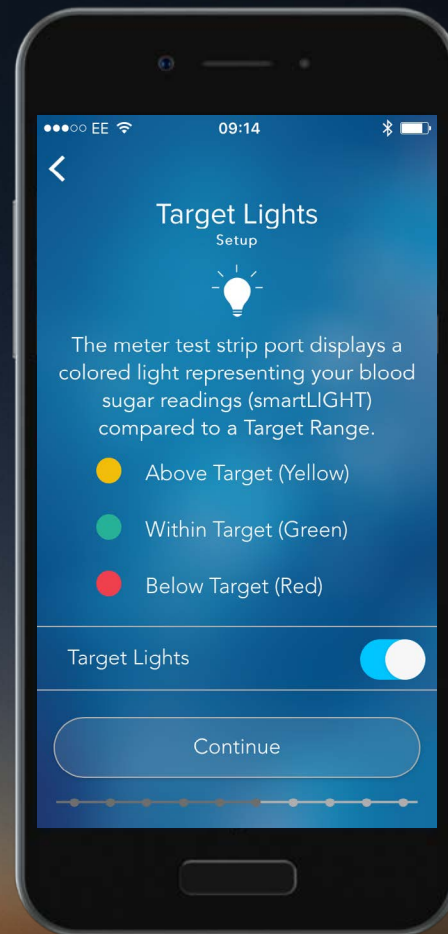 EE 09:14
Target Lights
Setup
The meter test strip port displays a
colored light representing your blood
sugar readings (smartLIGHT)
compared to a Target Range.
Above Target (Yellow)
Within Target (Green)
Below Target (Red)
Target Lights
Continue